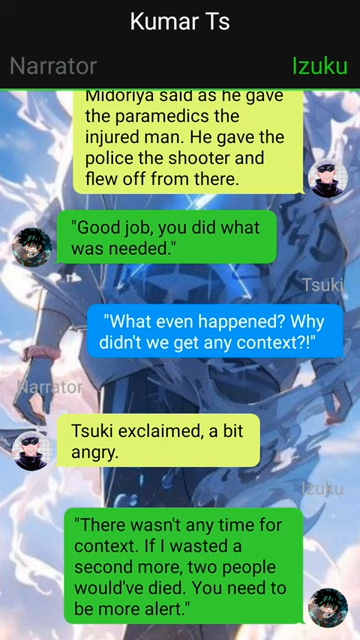 Kumar Ts
Narrator
Izuku
Midoriya said as he gave
the paramedics the
injured man. He gave the
police the shooter and
flew off from there.
"Good job, you did what
was needed."
Tsuki
"What even happened? Why
didn't we get any context?!"
Narrator
Tsuki exclaimed, a bit
angry.
Izuku
"There wasn't any time for
context. If I wasted a
second more, two people
would've died. You need to
be more alert."